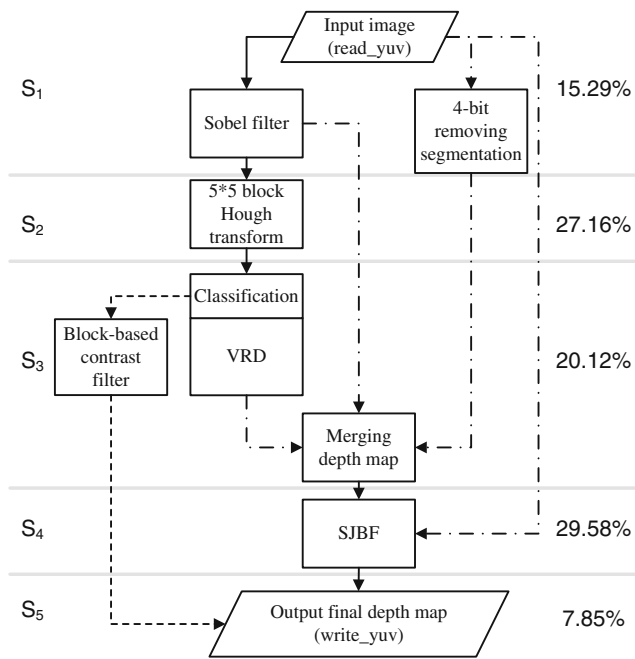 Input image
(read_yuv)
S₁
15.29%
Sobel filter
4-bit
removing
segmentation
5*5 block
Hough
transform
S₂
27.16%
Classification
Block-based
contrast
filter
VRD
S₃
20.12%
Merging
depth map
S₄
SJBF
29.58%
S₅
Output final depth map
(write_yuv)
7.85%